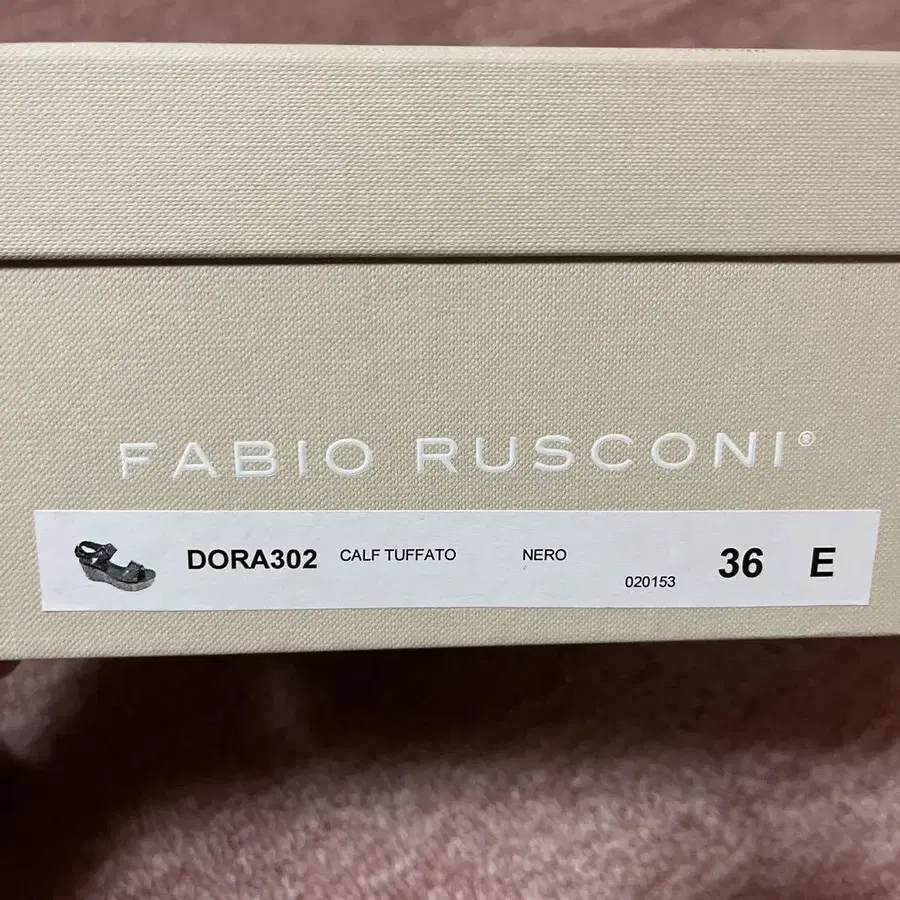 FABIO RUSCONI®
DORA302 CALF TUFFATO NERO 020153 36 E